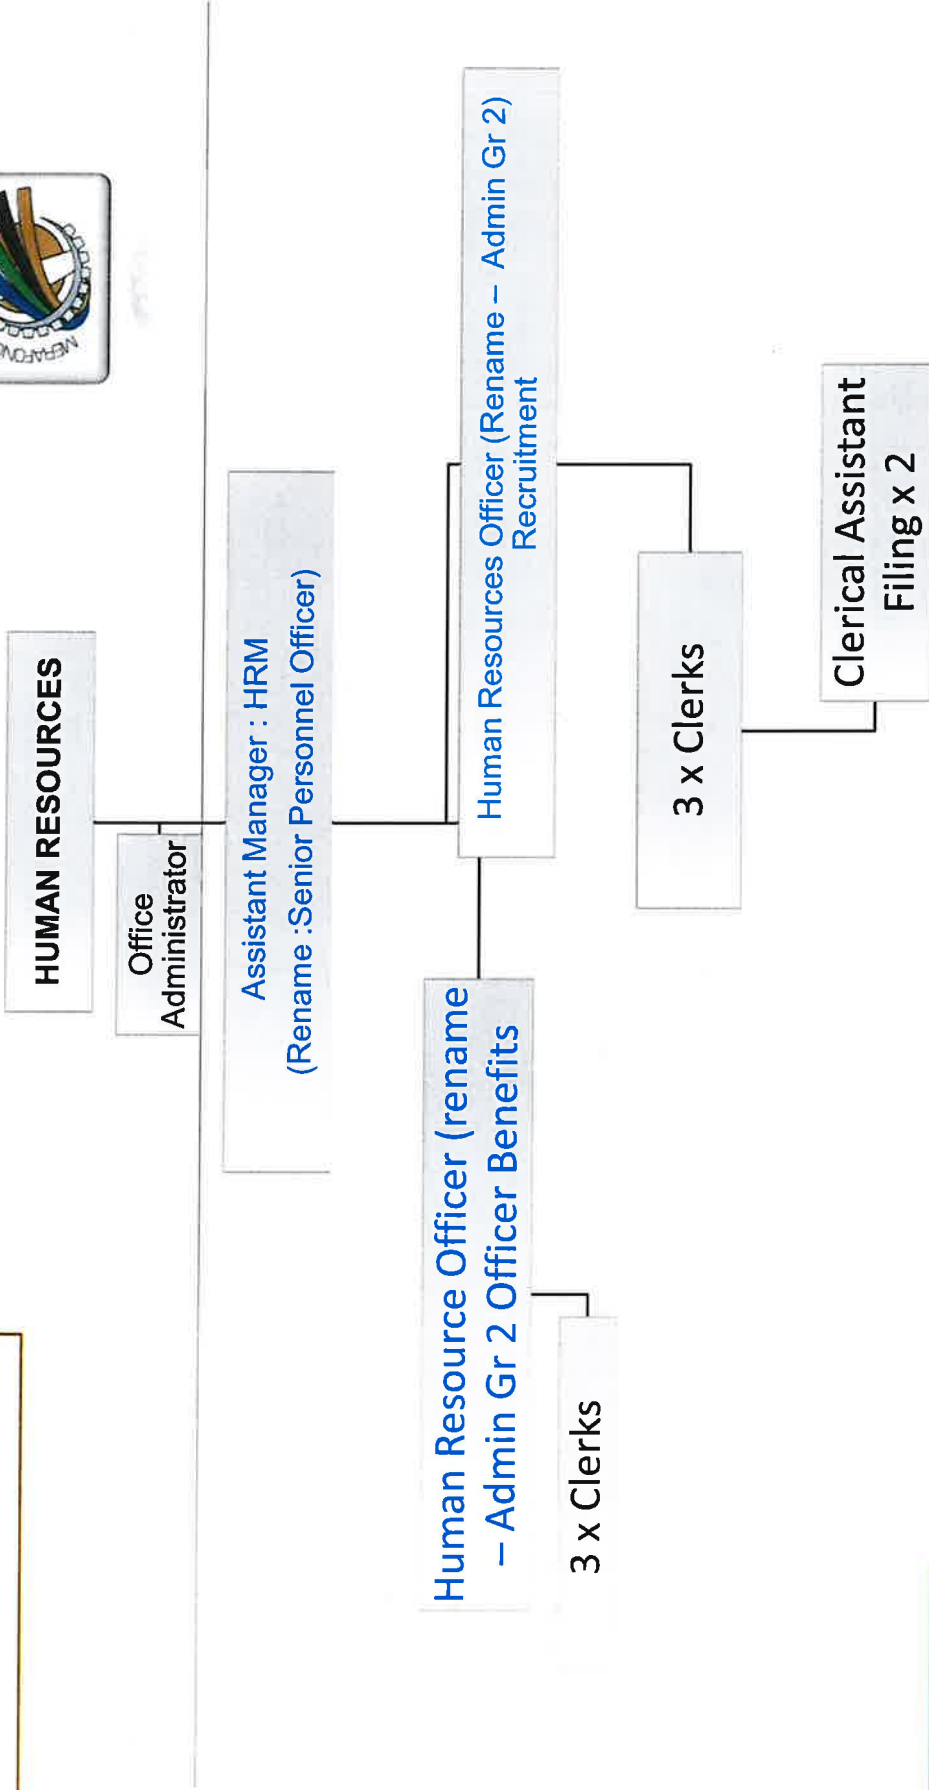 MERAFONG
HUMAN RESOURCES
Office
Administrator
Assistant Manager : HRM
(Rename :Senior Personnel Officer)
Human Resource Officer (rename
– Admin Gr 2 Officer Benefits
Human Resources Officer (Rename – Admin Gr 2)
Recruitment
3 x Clerks
3 x Clerks
Clerical Assistant
Filing x 2